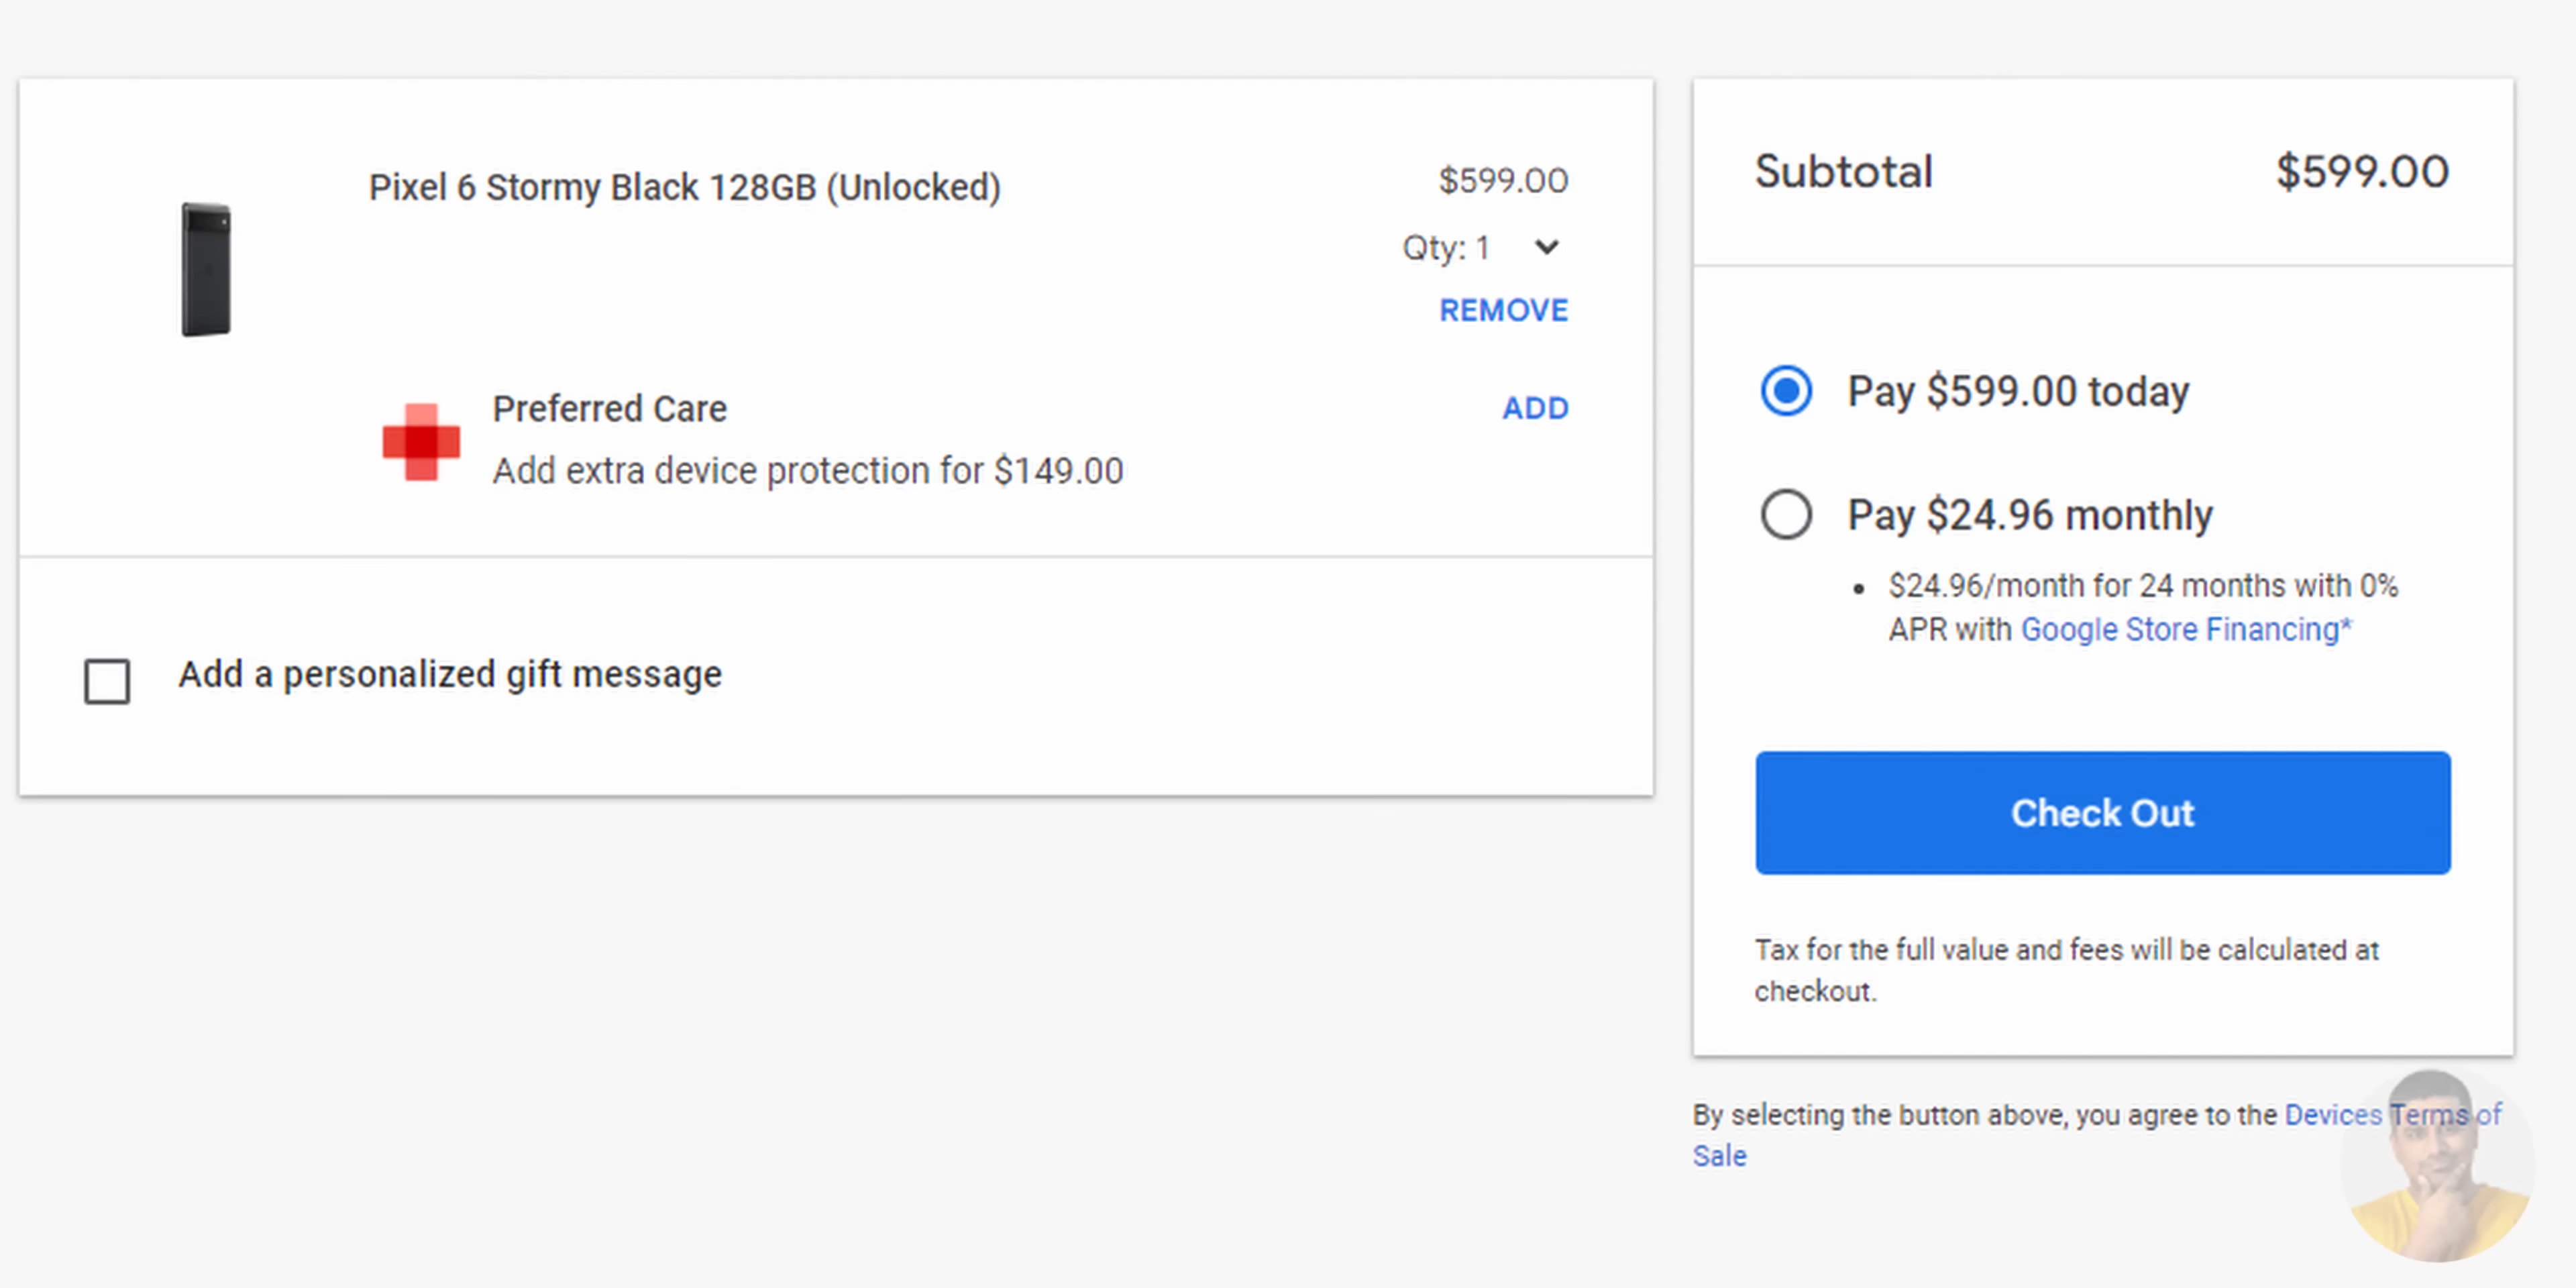 Pixel 6 Stormy Black 128GB (Unlocked)
$599.00
Qty: 1
REMOVE
Preferred Care
ADD
Add extra device protection for $149.00
Add a personalized gift message
Subtotal
$599.00
Pay $599.00 today
Pay $24.96 monthly
• $24.96/month for 24 months with 0%
APR with Google Store Financing*
Check Out
Tax for the full value and fees will be calculated at
checkout.
By selecting the button above, you agree to the Devices Terms of
Sale